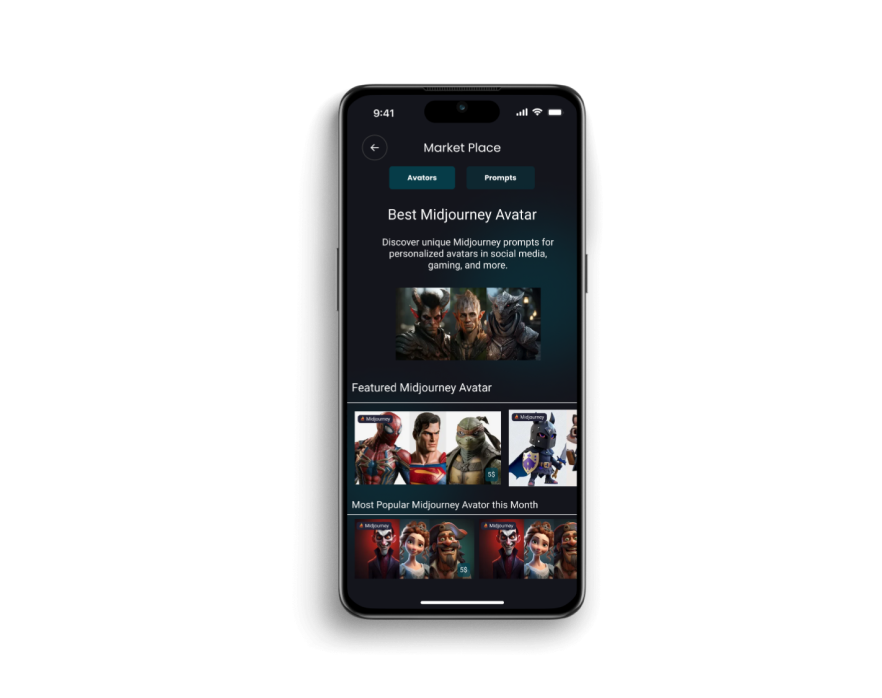 9:41
Market Place
Avators
Prompts
Best Midjourney Avatar
Discover unique Midjourney prompts for
personalized avatars in social media,
gaming, and more.
Featured Midjourney Avatar
Midjourney
Midjourney
5$
Most Popular Midjourney Avator this Month
Midjourney
Midjourney
5$